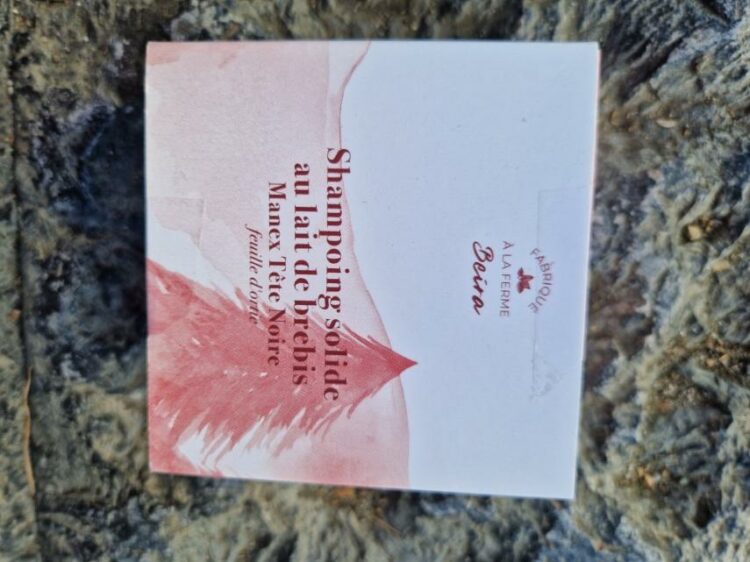 FABRIQUÉ
À LA FERME
Beira
Shampoing solide
au lait de brebis
Manex Tête Noire
feuille d'ortie